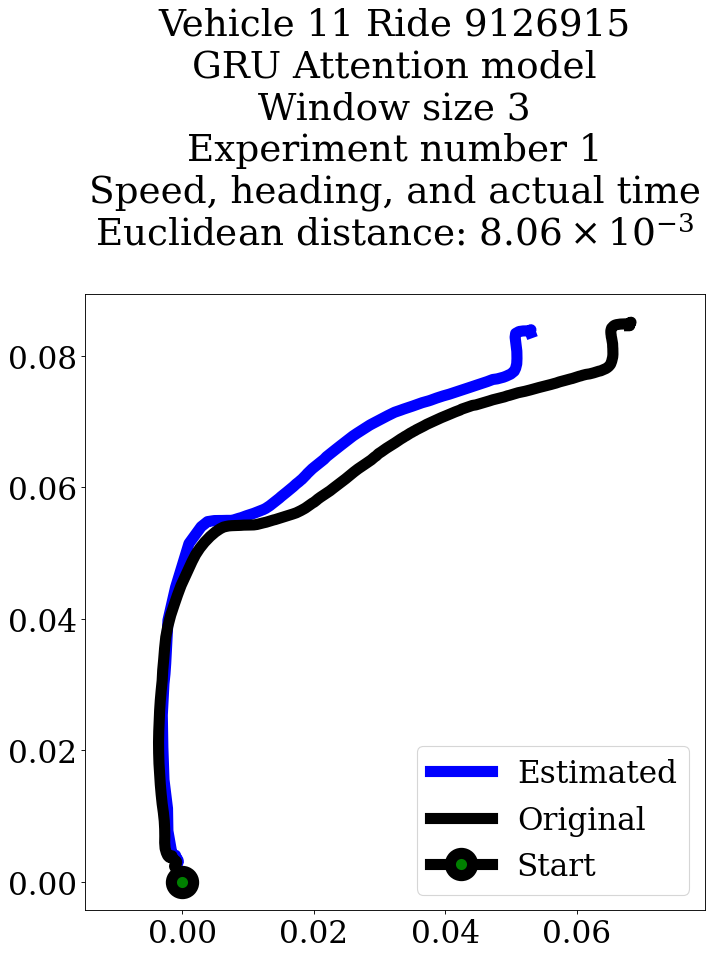 Vehicle 11 Ride 9126915
GRU Attention model
Window size 3
Experiment number 1
Speed, heading, and actual time
Euclidean distance: 8.06 × 10⁻³
0.08
0.06
0.04
0.02
0.00
Estimated
Original
Start
0.00 0.02 0.04 0.06